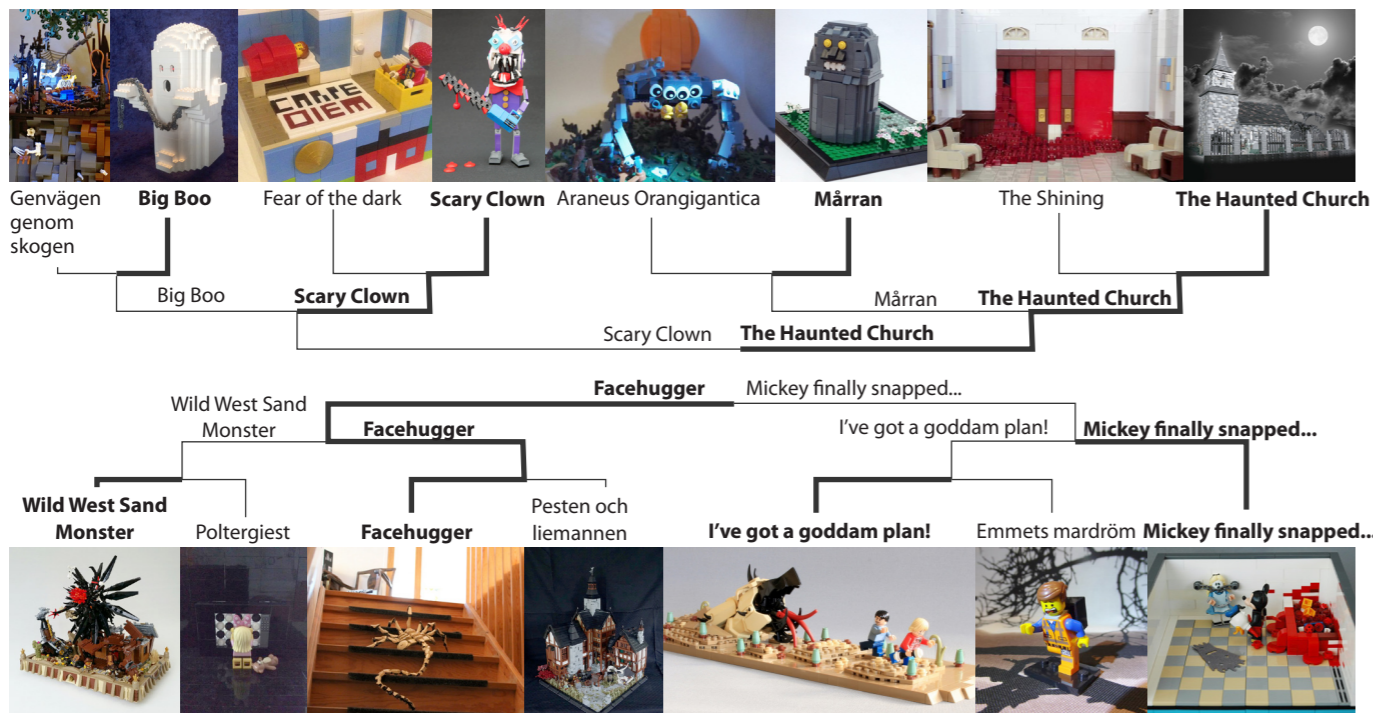 CARPE
DIEM
Genvägen
genom
skogen
Big Boo
Fear of the dark
Scary Clown
Araneus Orangigantica
Mårran
The Shining
The Haunted Church
Big Boo
Scary Clown
Mårran
The Haunted Church
Scary Clown
The Haunted Church
Facehugger
Mickey finally snapped...
Wild West Sand
Monster
Facehugger
I've got a goddam plan!
Mickey finally snapped...
Wild West Sand
Monster
Poltergiest
Facehugger
Pesten och
liemannen
I've got a goddam plan!
Emmets mardröm
Mickey finally snapped...